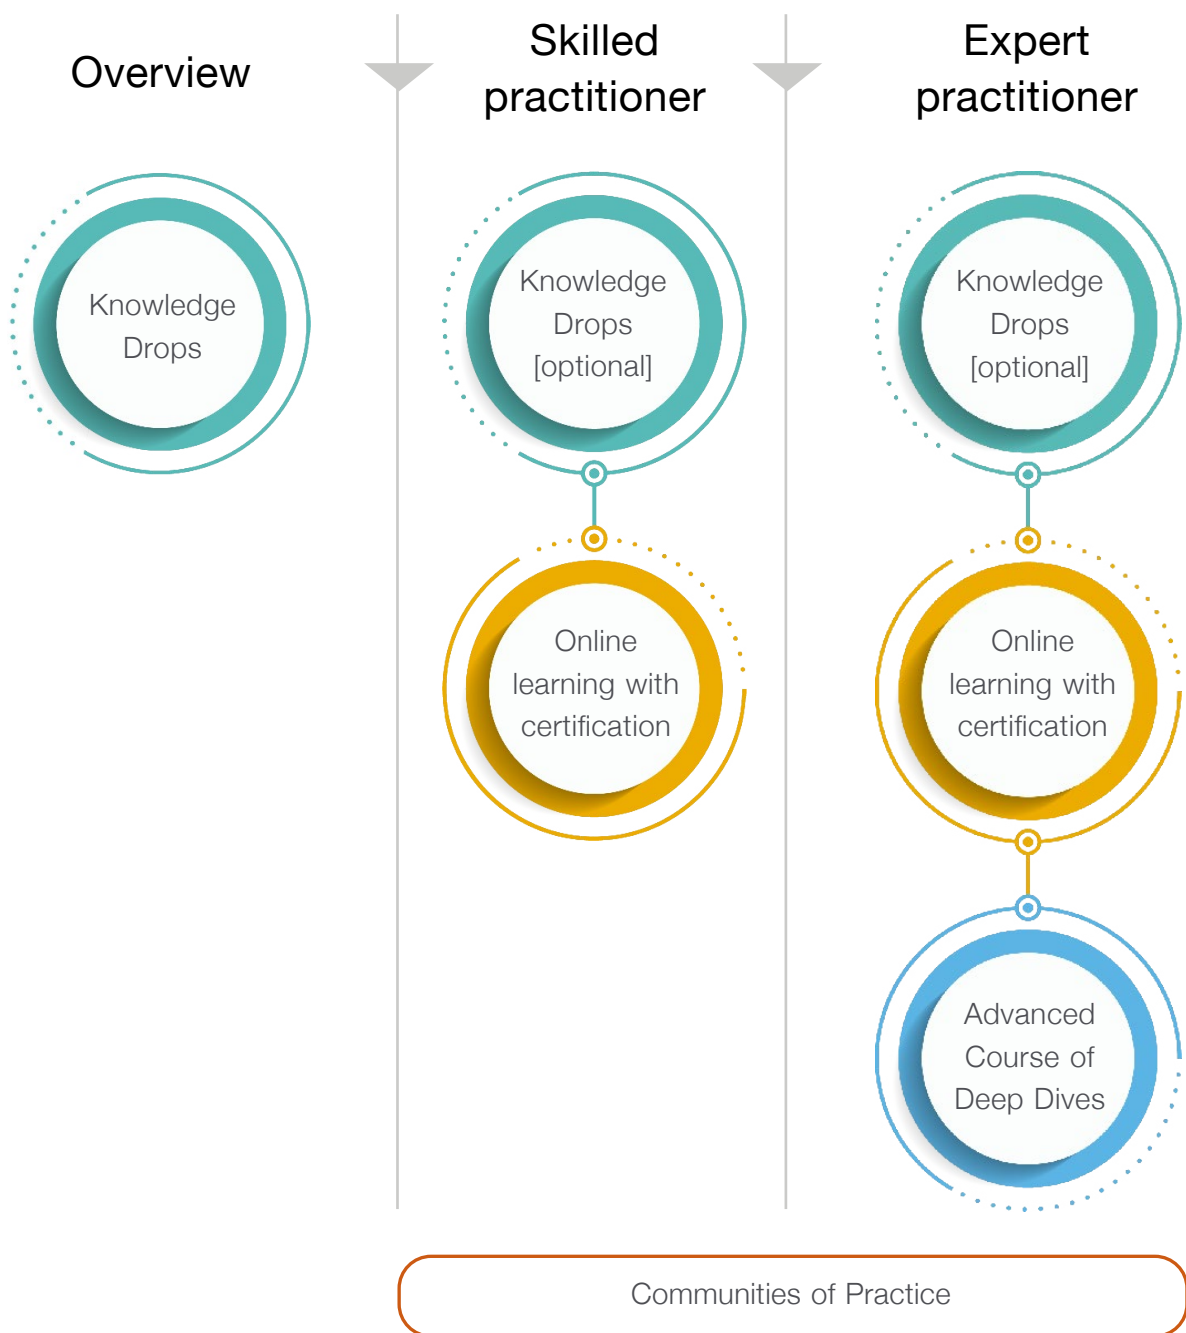 Overview
Skilled
practitioner
Expert
practitioner
Knowledge
Drops
Knowledge
Drops
[optional]
Knowledge
Drops
[optional]
Online
learning with
certification
Online
learning with
certification
Advanced
Course of
Deep Dives
Communities of Practice